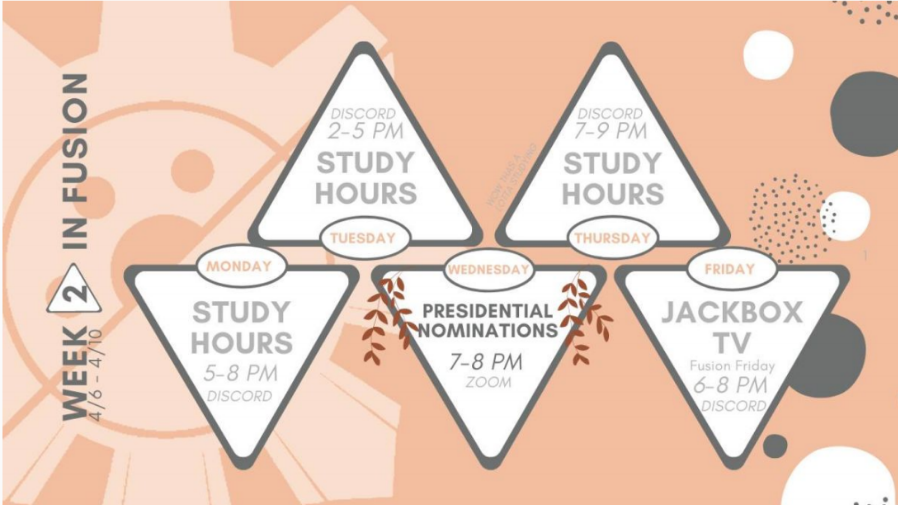 WEEK 2 IN FUSION
4/6 - 4/10
MONDAY
STUDY
HOURS
5-8 PM
DISCORD
DISCORD
2-5 PM
STUDY
HOURS
TUESDAY
WEDNESDAY
PRESIDENTIAL
NOMINATIONS
7-8 PM
ZOOM
DISCORD
7-9 PM
STUDY
HOURS
THURSDAY
FRIDAY
JACKBOX
TV
Fusion Friday
6-8 PM
DISCORD